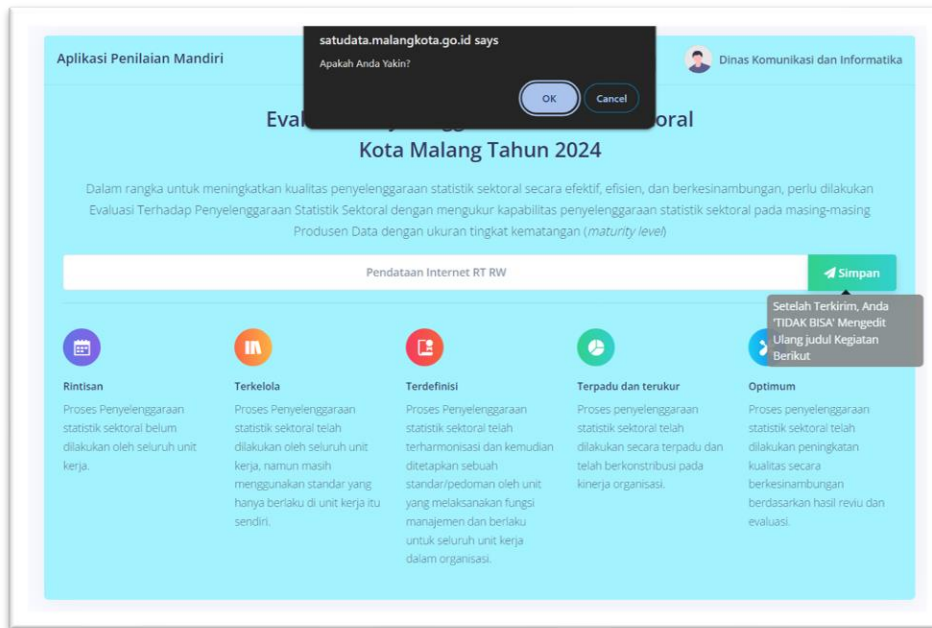 satudata.malangkota.go.id says
Apakah Anda Yakin?
OK
Cancel
Aplikasi Penilaian Mandiri
Dinas Komunikasi dan Informatika
Kota Malang Tahun 2024
Dalam rangka untuk meningkatkan kualitas penyelenggaraan statistik sektoral secara efektif, efisien, dan berkesinambungan, perlu dilakukan
Evaluasi Terhadap Penyelenggaraan Statistik Sektoral dengan mengukur kapabilitas penyelenggaraan statistik sektoral pada masing-masing
Produsen Data dengan ukuran tingkat kematangan (maturity level)
Pendataan Internet RT RW
Simpan
Setelah Terkirim, Anda
'TIDAK BISA' Mengedit
Ulang judul Kegiatan
Berikut
Rintisan
Proses Penyelenggaraan
statistik sektoral belum
dilakukan oleh seluruh unit
kerja.
Terkelola
Proses Penyelenggaraan
statistik sektoral telah
dilakukan oleh seluruh unit
kerja, namun masih
menggunakan standar yang
hanya berlaku di unit kerja itu
sendiri.
Terdefinisi
Proses Penyelenggaraan
statistik sektoral telah
terharmonisasi dan kemudian
ditetapkan sebuah
standar/pedoman oleh unit
yang melaksanakan fungsi
manajemen dan berlaku
untuk seluruh unit kerja
dalam organisasi.
Terpadu dan terukur
Proses penyelenggaraan
statistik sektoral telah
dilakukan secara terpadu dan
telah berkonstribusi pada
kinerja organisasi.
Optimum
Proses penyelenggaraan
statistik sektoral telah
dilakukan peningkatan
kualitas secara
berkesinambungan
berdasarkan hasil reviu dan
evaluasi.